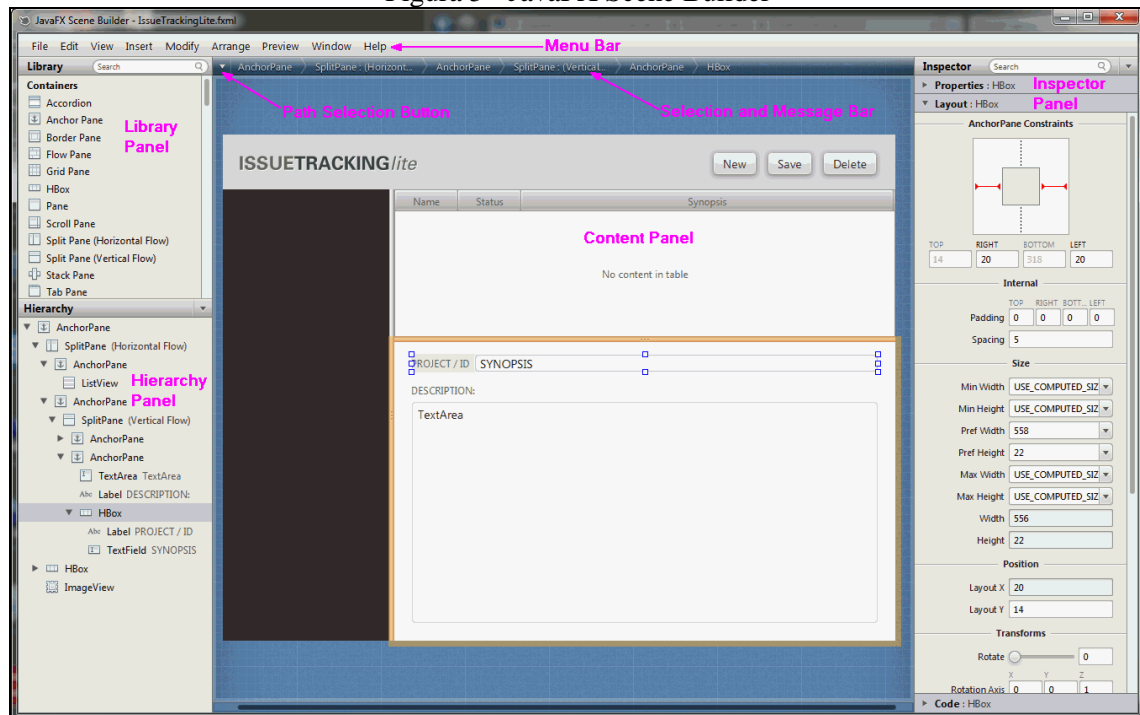 Figura 3 - JavaFX Scene Builder
JavaFX Scene Builder - IssueTrackingLite.fxml
File Edit View Insert Modify Arrange Preview Window Help
Menu Bar
Library
Search
Containers
Accordion
Anchor Pane
Border Pane
Flow Pane
Grid Pane
HBox
Pane
Scroll Pane
Split Pane (Horizontal Flow)
Split Pane (Vertical Flow)
Stack Pane
Tab Pane
Library
Panel
Hierarchy
AnchorPane
SplitPane (Horizontal Flow)
AnchorPane
ListView
AnchorPane
SplitPane (Vertical Flow)
AnchorPane
AnchorPane
TextArea TextArea
Abc Label DESCRIPTION:
HBox
Abc Label PROJECT / ID
TextField SYNOPSIS
HBox
ImageView
Hierarchy
Panel
AnchorPane SplitPane : (Horizont... AnchorPane SplitPane : (Vertical... AnchorPane HBox
Path Selection Button
Selection and Message Bar
ISSUETRACKINGlite
New Save Delete
Name Status Synopsis
Content Panel
No content in table
PROJECT / ID SYNOPSIS
DESCRIPTION:
TextArea
Inspector
Search
Properties : HBox
Layout : HBox
Inspector
Panel
AnchorPane Constraints
TOP RIGHT BOTTOM LEFT
14 20 318 20
Internal
TOP RIGHT BOTT... LEFT
Padding 0 0 0 0
Spacing 5
Size
Min Width USE_COMPUTED_SIZ
Min Height USE_COMPUTED_SIZ
Pref Width 558
Pref Height 22
Max Width USE_COMPUTED_SIZ
Max Height USE_COMPUTED_SIZ
Width 556
Height 22
Position
Layout X 20
Layout Y 14
Transforms
Rotate 0
X Y Z
Rotation Axis 0 0 1
Code : HBox